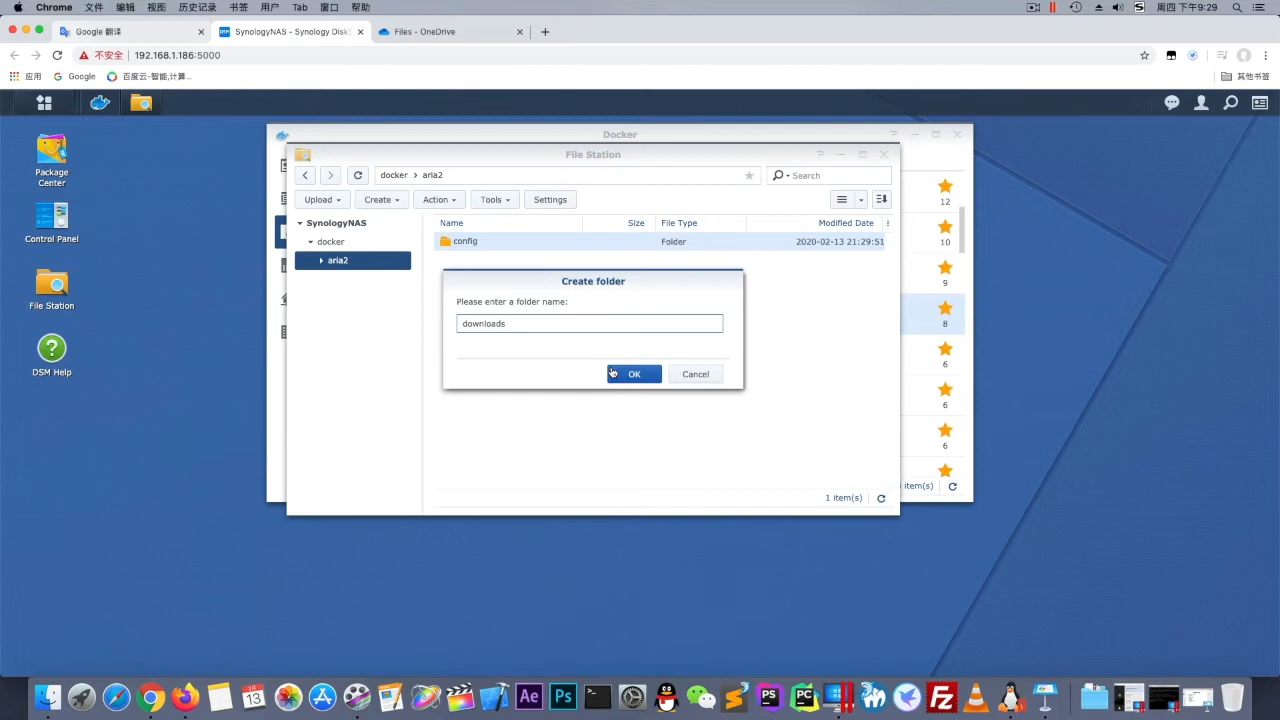 Chrome 文件 编辑 视图 历史记录 书签 用户 Tab 窗口 帮助 周四 下午9:29
Google 翻译 SynologyNAS - Synology Disk Files - OneDrive
不安全 192.168.1.186:5000
应用 Google 百度云-智能,计算... 其他书签
Package
Center
Control Panel
File Station
DSM Help
Docker
File Station
docker aria2 Search
Upload Create Action Tools Settings
SynologyNAS
docker
aria2
Name Size File Type Modified Date
config Folder 2020-02-13 21:29:51
Create folder
Please enter a folder name:
downloads
OK Cancel
1 item(s)
12
10
9
8
6
6
6
item(s)
13
Ae
Ps
PS
PC
FZ